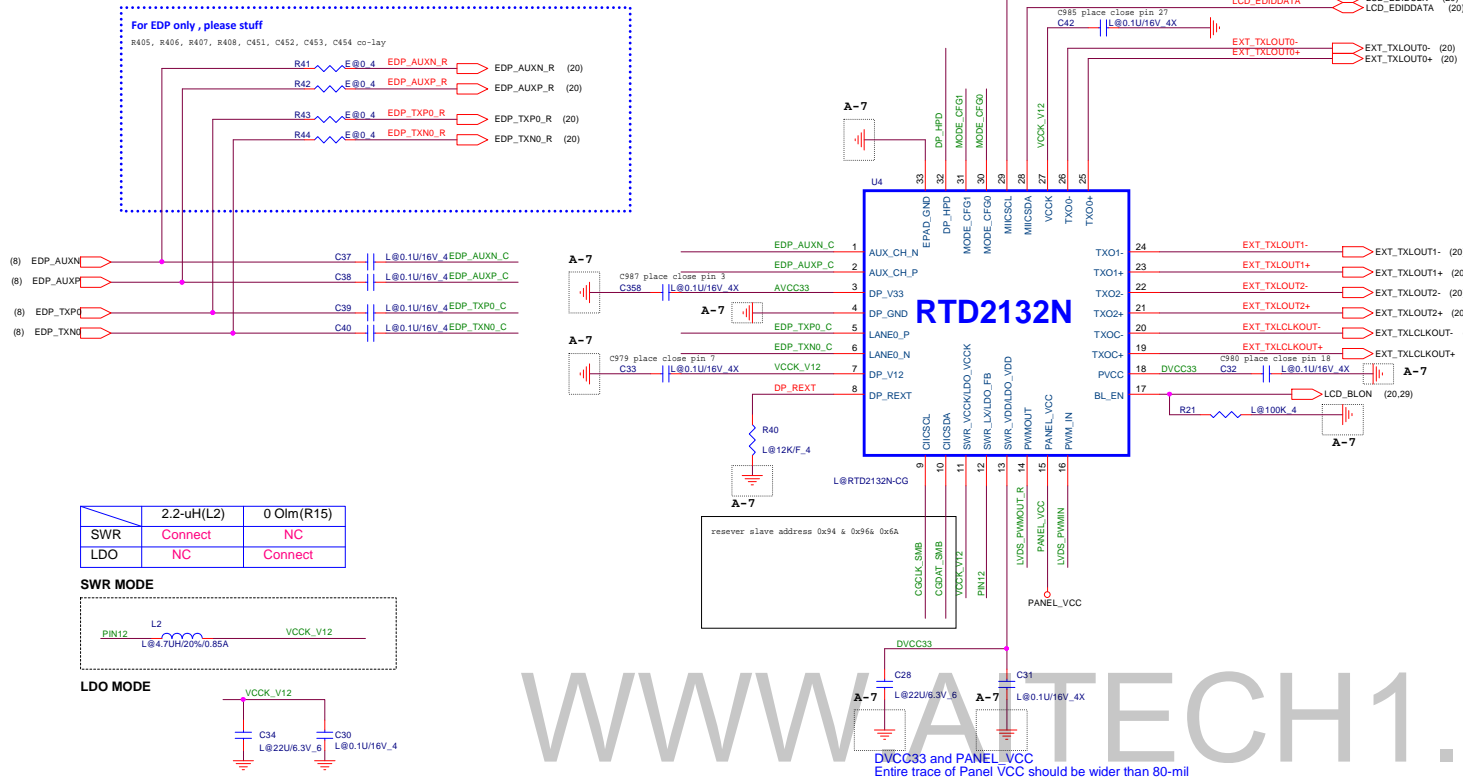 For EDP only , please stuff
R405, R406, R407, R408, C451, C452, C453, C454 co-lay
R41 E@0_4 EDP_AUXN_R EDP_AUXN_R (20)
R42 E@0_4 EDP_AUXP_R EDP_AUXP_R (20)
R43 E@0_4 EDP_TXP0_R EDP_TXP0_R (20)
R44 E@0_4 EDP_TXN0_R EDP_TXN0_R (20)
(8) EDP_AUXN C37 L@0.1U/16V_4 EDP_AUXN_C
(8) EDP_AUXP C38 L@0.1U/16V_4 EDP_AUXP_C
(8) EDP_TXP0 C39 L@0.1U/16V_4 EDP_TXP0_C
(8) EDP_TXN0 C40 L@0.1U/16V_4 EDP_TXN0_C
2.2-uH(L2) 0 Olm(R15)
SWR Connect NC
LDO NC Connect
SWR MODE
PIN12 L2 VCCK_V12
L@4.7UH/20%/0.85A
LDO MODE
VCCK_V12
C34 C30
L@22U/6.3V_6 L@0.1U/16V_4
LCD_EDIDDATA LCD_EDIDDATA (20)
C985 place close pin 27
C42 L@0.1U/16V_4X
EXT_TXLOUT0- EXT_TXLOUT0- (20)
EXT_TXLOUT0+ EXT_TXLOUT0+ (20)
A-7
DP_HPD
MODE_CFG1
MODE_CFG0
VCCK_V12
U4
33 32 31 30 29 28 27 26 25
EPAD_GND
DP_HPD
MODE_CFG1
MODE_CFG0
MIICSCL
MIICSDA
VCCK
TXO0-
TXO0+
EDP_AUXN_C 1 AUX_CH_N
EDP_AUXP_C 2 AUX_CH_P
A-7
C987 place close pin 3
C358 L@0.1U/16V_4X AVCC33 3 DP_V33
A-7 4 DP_GND
EDP_TXP0_C 5 LANE0_P
EDP_TXN0_C 6 LANE0_N
A-7
C979 place close pin 7
C33 L@0.1U/16V_4X VCCK_V12 7 DP_V12
DP_REXT 8 DP_REXT
R40
L@12K/F_4
A-7
RTD2132N
TXO1- 24 EXT_TXLOUT1- EXT_TXLOUT1- (20
TXO1+ 23 EXT_TXLOUT1+ EXT_TXLOUT1+ (20
TXO2- 22 EXT_TXLOUT2- EXT_TXLOUT2- (20
TXO2+ 21 EXT_TXLOUT2+ EXT_TXLOUT2+ (20
TXOC- 20 EXT_TXLCLKOUT- EXT_TXLCLKOUT-
TXOC+ 19 EXT_TXLCLKOUT+ EXT_TXLCLKOUT+
C980 place close pin 18
PVCC 18 DVCC33 C32 L@0.1U/16V_4X A-7
BL_EN 17 LCD_BLON (20,29)
R21 L@100K_4
A-7
CIICSCL
CIICSDA
SWR_VCCK/LDO_VCCK
SWR_LX/LDO_FB
SWR_VDD/LDO_VDD
PWMOUT
PANEL_VCC
PWM_IN
9 10 11 12 13 14 15 16
L@RTD2132N-CG
resever slave address 0x94 & 0x96& 0x6A
CGCLK_SMB
CGDAT_SMB
VCCK_V12
PIN12
LVDS_PWMOUT_R
PANEL_VCC
LVDS_PWMIN
PANEL_VCC
DVCC33
C28 C31
L@22U/6.3V_6 L@0.1U/16V_4X
A-7 A-7
DVCC33 and PANEL_VCC
Entire trace of Panel VCC should be wider than 80-mil
WWW.AITECH1.